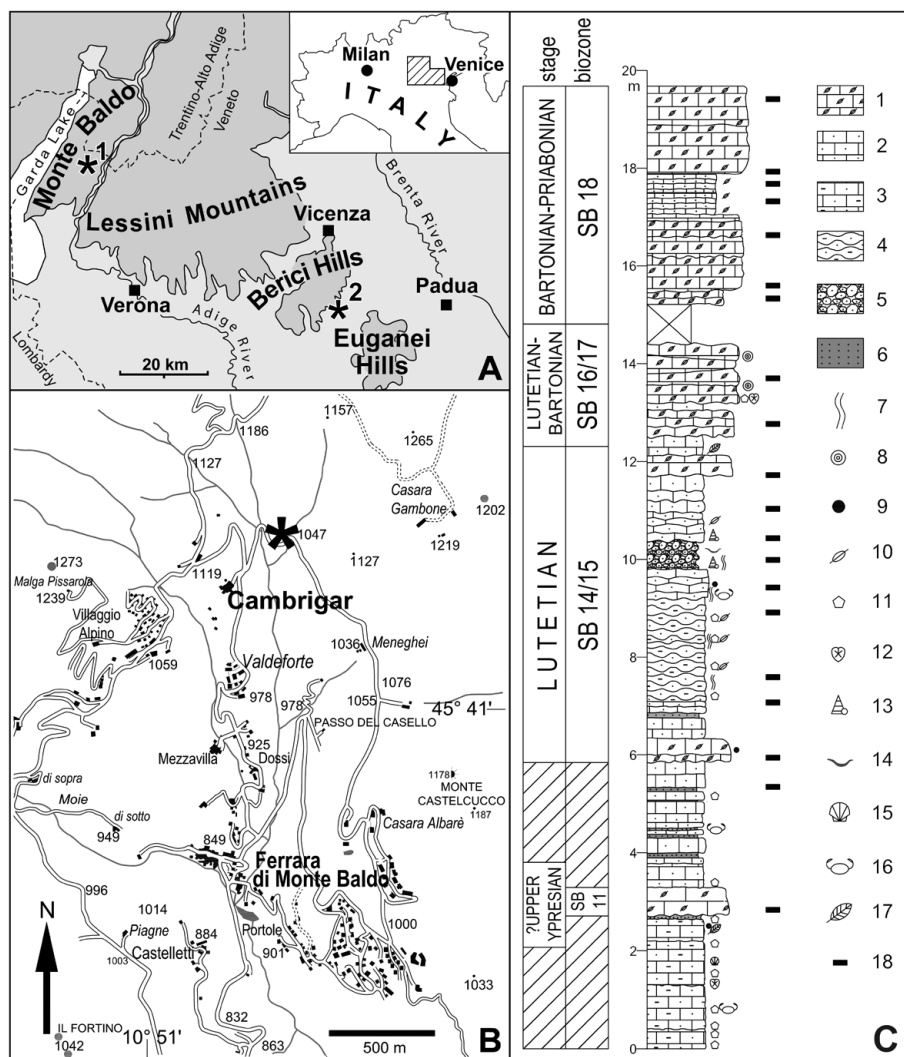 Garda Lake
Monte Baldo
1
Trentino-Alto Adige
Veneto
Milan
Venice
ITALY
Lessini Mountains
Vicenza
Brenta River
Berici Hills
Verona
Padua
2
Adige River
Euganei
Hills
Lombardy
20 km
A
1157
1186
1265
1127
Casara
Gambone
1202
1047
1219
1273
1127
Malga Pissarola
1119
1239
Cambrigar
Villaggio
Alpino
1036
Meneghei
1059
Valdeforte
1076
978
978
1055
45° 41'
PASSO DEL CASELLO
925
Mezzavilla
Dossi
di sopra
1178
MONTE
CASTELCUCCO
Moie
di sotto
1187
949
849
Casara Albarè
Ferrara
di Monte Baldo
996
N
1014
Portole
1000
Piagne
884
901
1003
Castelletti
1033
832
IL FORTINO
10° 51'
1042
863
500 m
B
stage
biozone
20
m
18
16
14
12
10
8
6
4
2
0
BARTONIAN-PRIABONIAN
SB 18
LUTETIAN-
BARTONIAN
SB 16/17
LUTETIAN
SB 14/15
?UPPER
YPRESIAN
SB
11
1
2
3
4
5
6
7
8
9
10
11
12
13
14
15
16
17
18
C